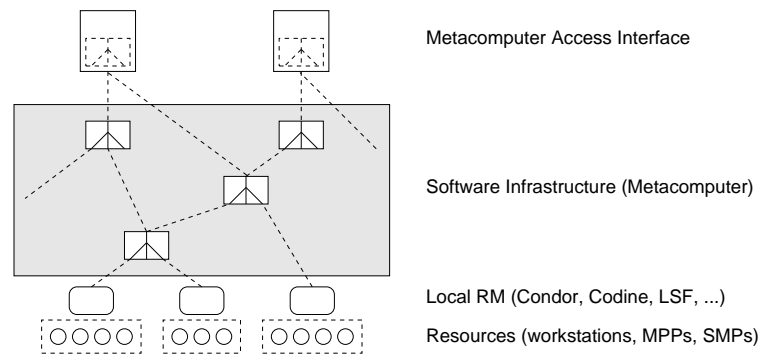 Metacomputer Access Interface
Software Infrastructure (Metacomputer)
Local RM (Condor, Codine, LSF, ...)
Resources (workstations, MPPs, SMPs)